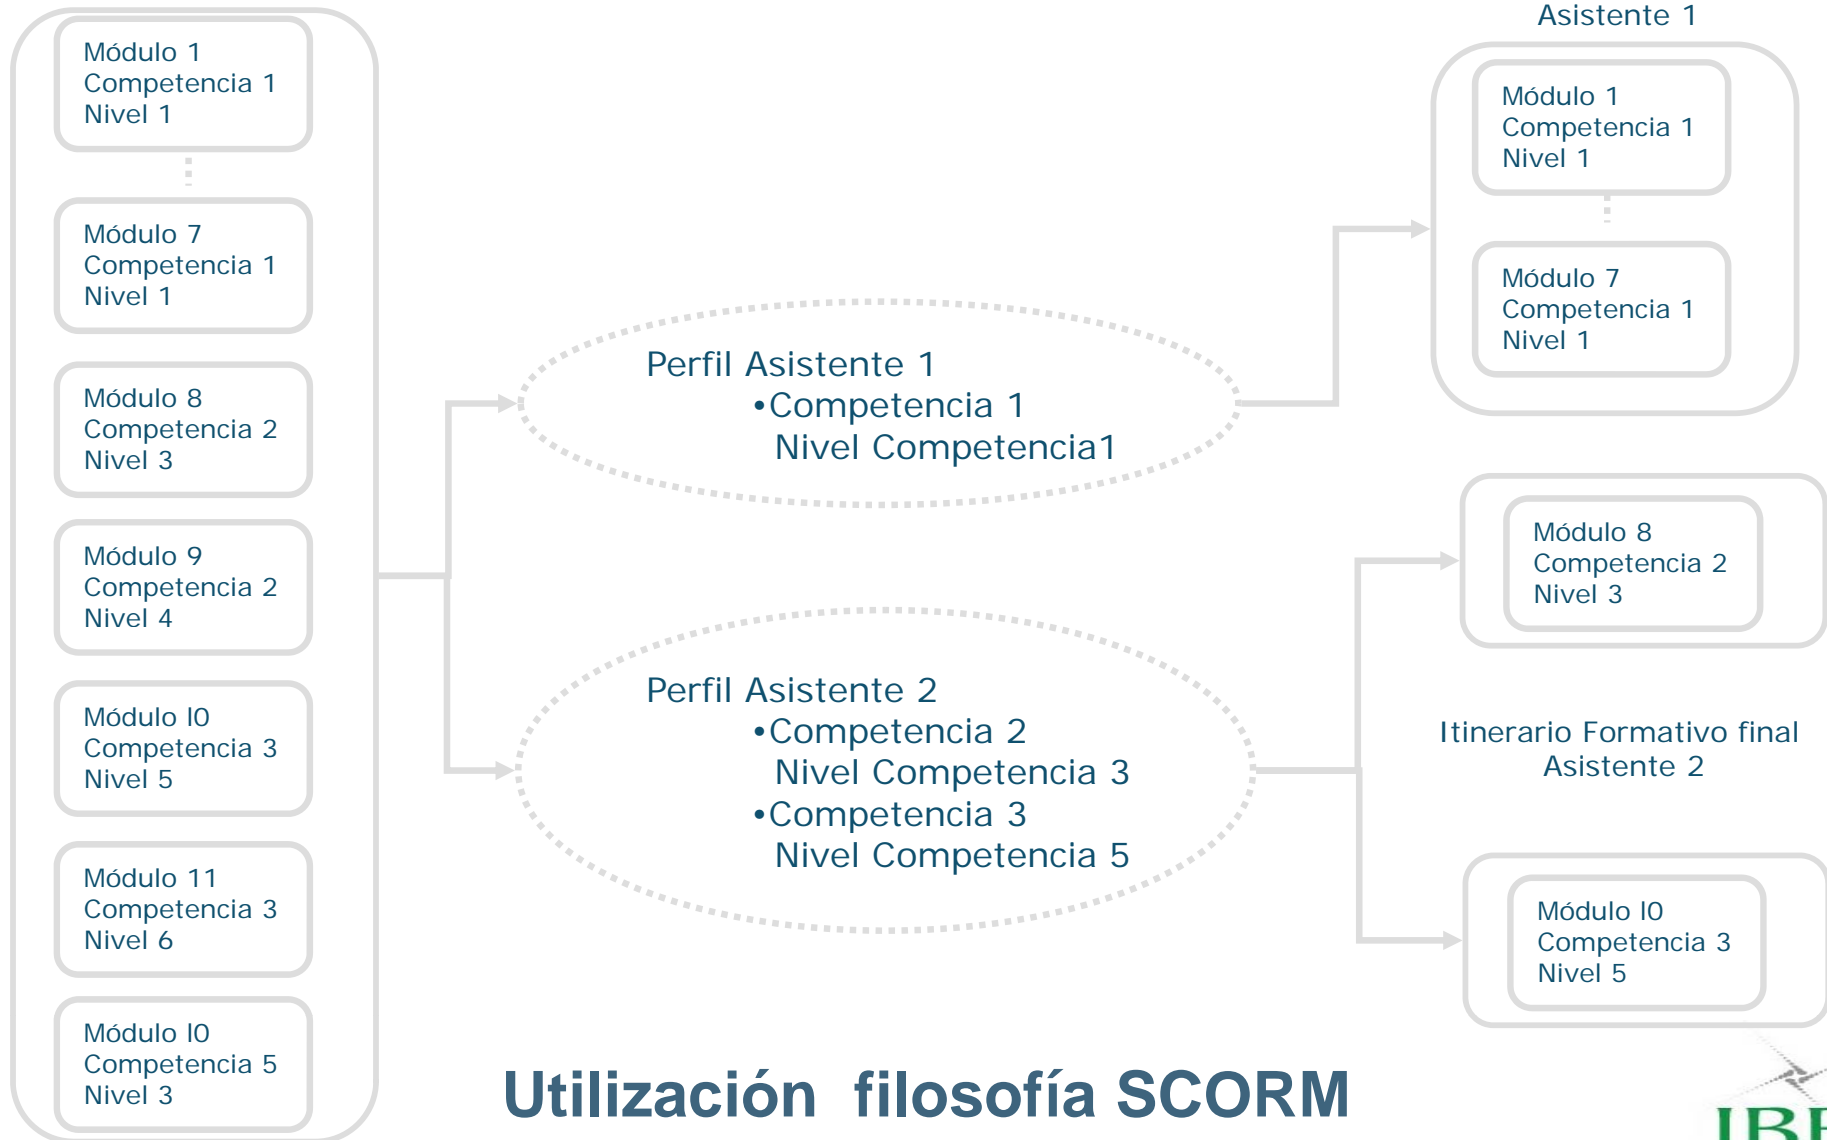 Módulo 1
Competencia 1
Nivel 1
Módulo 7
Competencia 1
Nivel 1
Módulo 8
Competencia 2
Nivel 3
Módulo 9
Competencia 2
Nivel 4
Módulo l0
Competencia 3
Nivel 5
Módulo 11
Competencia 3
Nivel 6
Módulo l0
Competencia 5
Nivel 3
Perfil Asistente 1
•Competencia 1
Nivel Competencia1
Perfil Asistente 2
•Competencia 2
Nivel Competencia 3
•Competencia 3
Nivel Competencia 5
Asistente 1
Módulo 1
Competencia 1
Nivel 1
Módulo 7
Competencia 1
Nivel 1
Módulo 8
Competencia 2
Nivel 3
Itinerario Formativo final
Asistente 2
Módulo l0
Competencia 3
Nivel 5
Utilización filosofía SCORM